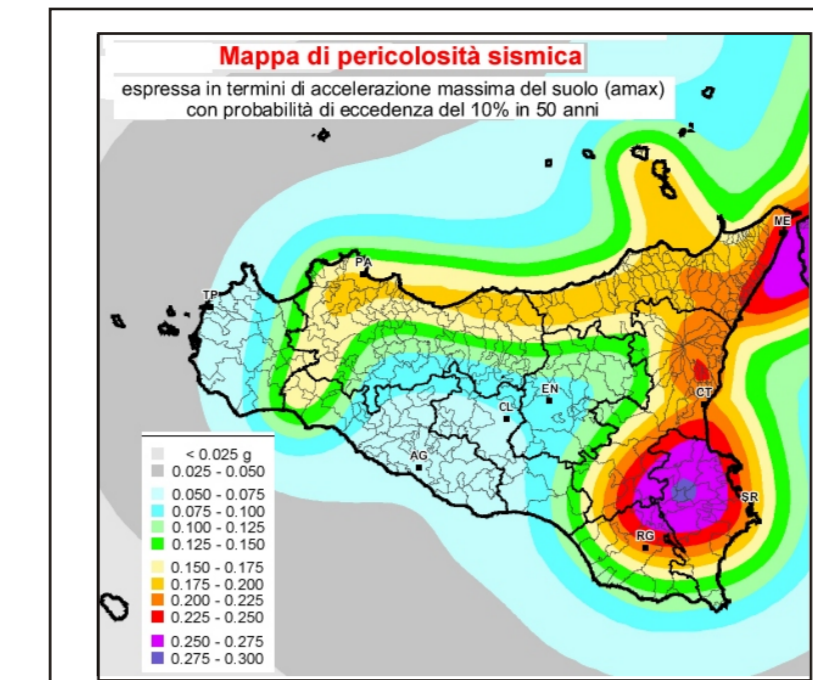 Mappa di pericolosità sismica
espressa in termini di accelerazione massima del suolo (amax)
con probabilità di eccedenza del 10% in 50 anni
ME
PA
TP
CT
EN
CL
AG
SR
RG
< 0.025 g
0.025 - 0.050
0.050 - 0.075
0.075 - 0.100
0.100 - 0.125
0.125 - 0.150
0.150 - 0.175
0.175 - 0.200
0.200 - 0.225
0.225 - 0.250
0.250 - 0.275
0.275 - 0.300